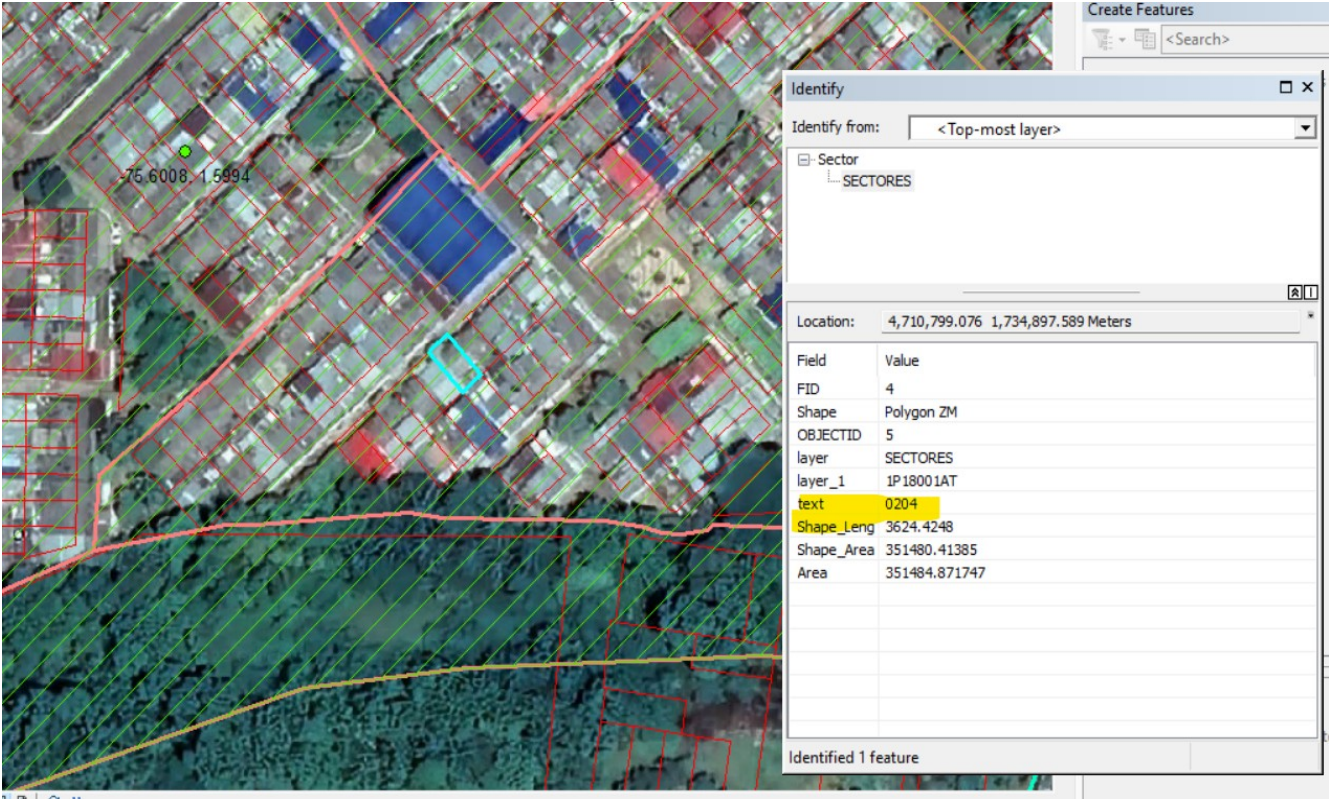 Create Features
<Search>
Identify
Identify from: <Top-most layer>
Sector
SECTORES
-75.6008, 1.5994
Location: 4,710,799.076 1,734,897.589 Meters
Field Value
FID 4
Shape Polygon ZM
OBJECTID 5
layer SECTORES
layer_1 1P18001AT
text 0204
Shape_Leng 3624.4248
Shape_Area 351480.41385
Area 351484.871747
Identified 1 feature